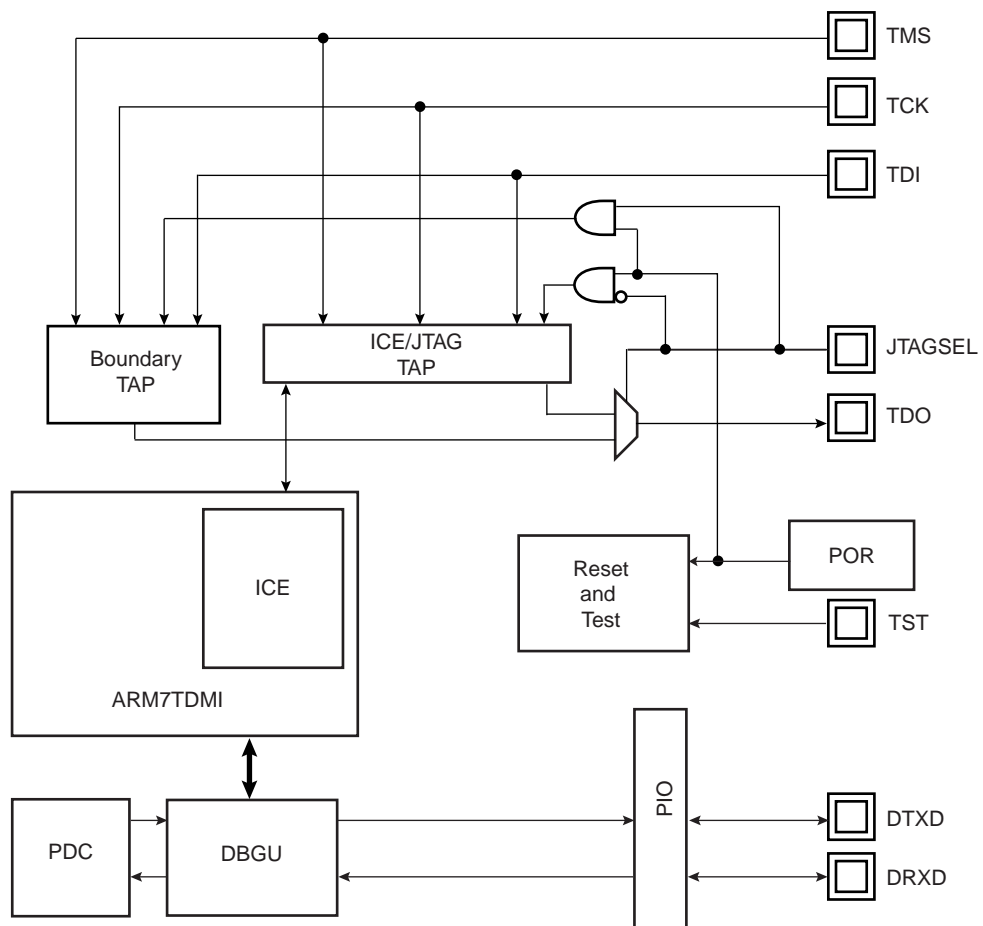 TMS
TCK
TDI
Boundary
TAP
ICE/JTAG
TAP
JTAGSEL
TDO
POR
Reset
and
Test
TST
ICE
ARM7TDMI
PIO
PDC
DBGU
DTXD
DRXD